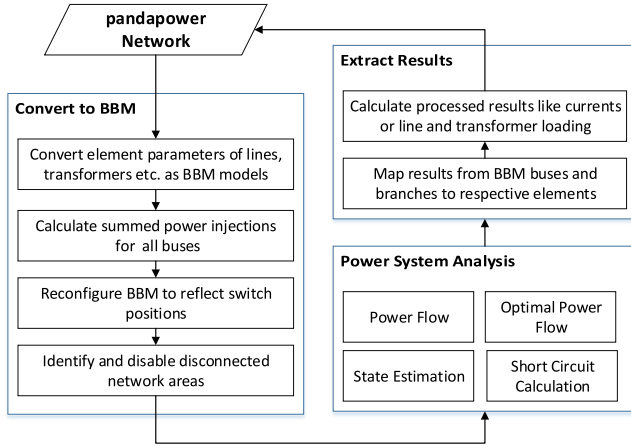 pandapower
Network
Convert to BBM
Convert element parameters of lines,
transformers etc. as BBM models
Calculate summed power injections
for all buses
Reconfigure BBM to reflect switch
positions
Identify and disable disconnected
network areas
Extract Results
Calculate processed results like currents
or line and transformer loading
Map results from BBM buses and
branches to respective elements
Power System Analysis
Power Flow
Optimal Power
Flow
State Estimation
Short Circuit
Calculation